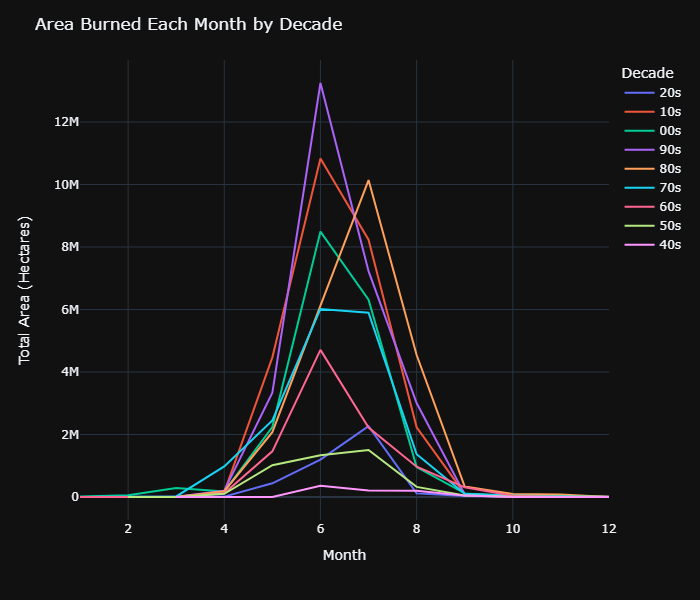 Area Burned Each Month by Decade
Decade
20s
10s
00s
90s
80s
70s
60s
50s
40s
Total Area (Hectares)
12M
10M
8M
6M
4M
2M
0
2 4 6 8 10 12
Month